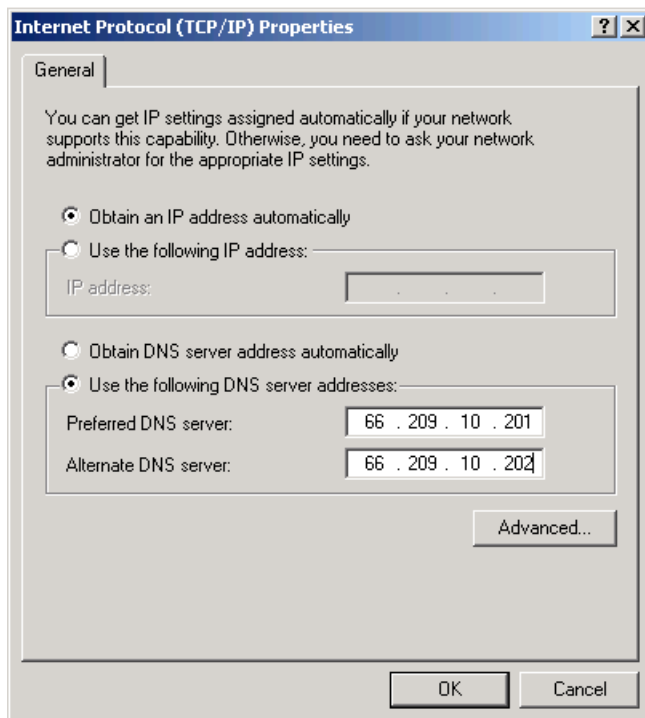 Internet Protocol (TCP/IP) Properties
General
You can get IP settings assigned automatically if your network
supports this capability. Otherwise, you need to ask your network
administrator for the appropriate IP settings.
Obtain an IP address automatically
Use the following IP address:
IP address: . . .
Obtain DNS server address automatically
Use the following DNS server addresses:
Preferred DNS server: 66 . 209 . 10 . 201
Alternate DNS server: 66 . 209 . 10 . 202
Advanced...
OK Cancel